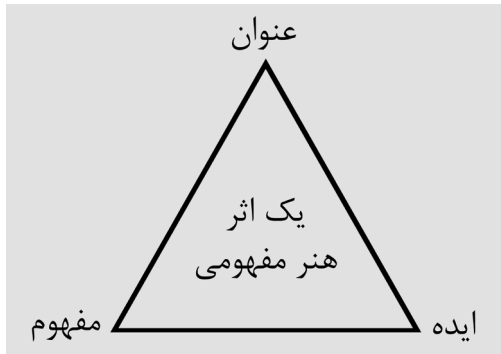 عنوان
یک اثر
هنر مفهومی
ایده
مفهوم